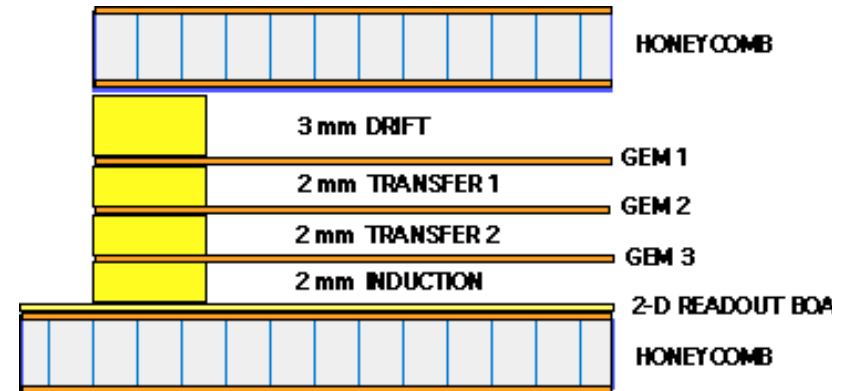 HONEYCOMB
3 mm DRIFT
GEM 1
2 mm TRANSFER 1
GEM 2
2 mm TRANSFER 2
GEM 3
2 mm INDUCTION
2-D READOUT BOA
HONEYCOMB